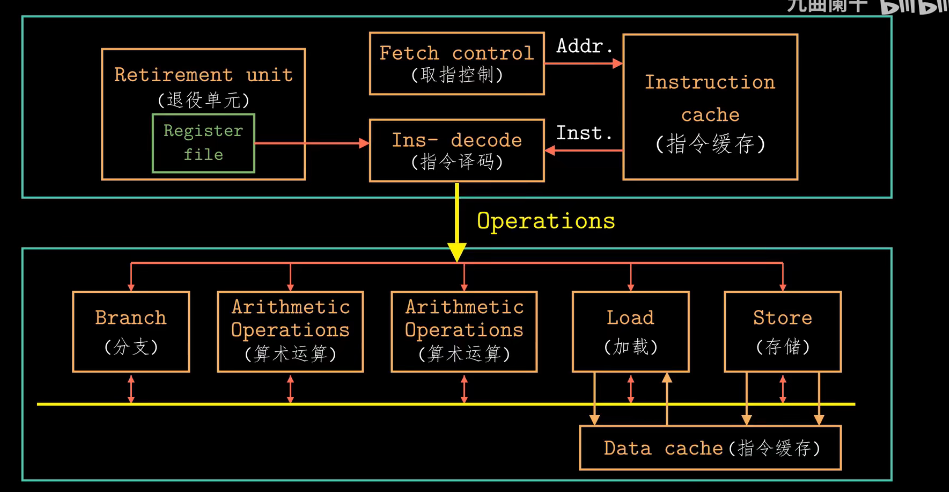 九曲阑干
Retirement unit
(退役单元)
Register
file
Fetch control
(取指控制)
Addr.
Ins- decode
(指令译码)
Inst.
Instruction
cache
(指令缓存)
Operations
Branch
(分支)
Arithmetic
Operations
(算术运算)
Arithmetic
Operations
(算术运算)
Load
(加载)
Store
(存储)
Data cache(指令缓存)